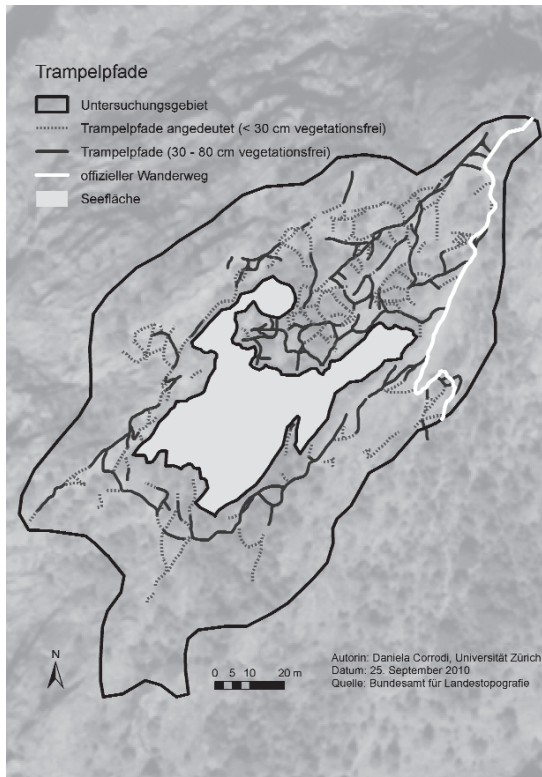 Trampelpfade
Untersuchungsgebiet
Trampelpfade angedeutet (< 30 cm vegetationsfrei)
Trampelpfade (30 - 80 cm vegetationsfrei)
offizieller Wanderweg
Seefläche
N
0 5 10 20 m
Autorin: Daniela Corrodi, Universität Zürich
Datum: 25. September 2010
Quelle: Bundesamt für Landestopografie